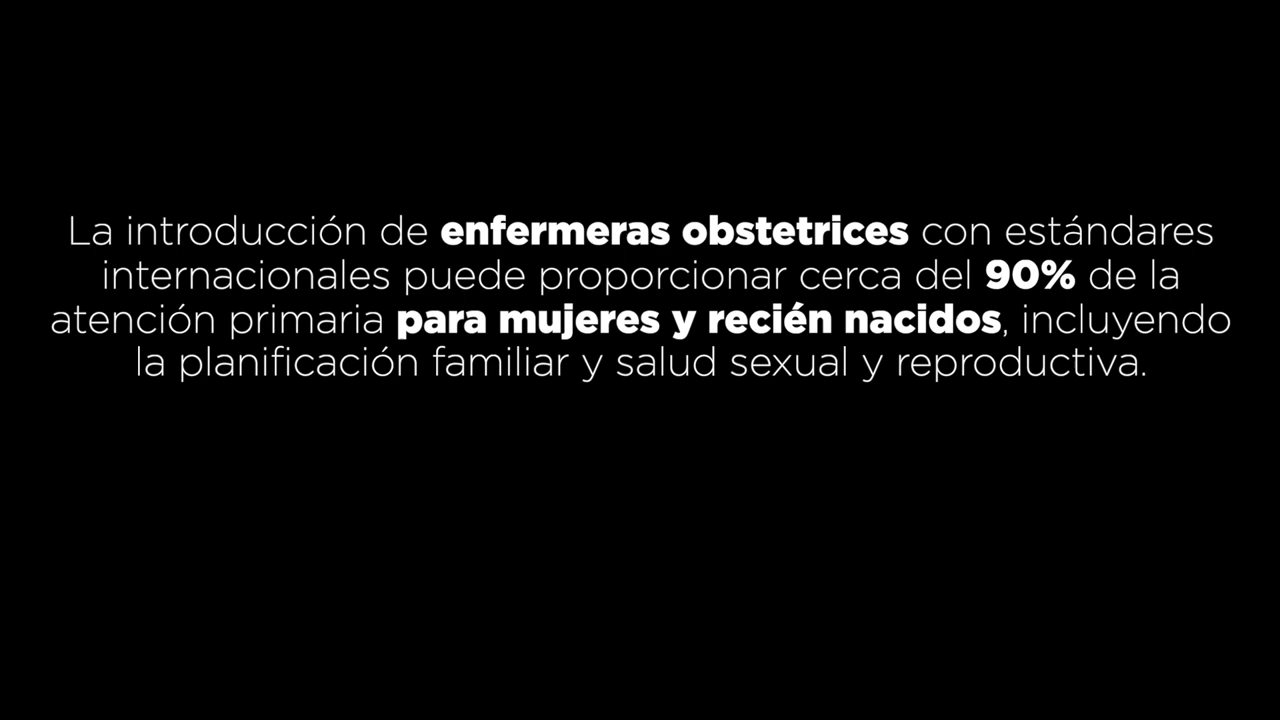 La introducción de enfermeras obstetrices con estándares
internacionales puede proporcionar cerca del 90% de la
atención primaria para mujeres y recién nacidos, incluyendo
la planificación familiar y salud sexual y reproductiva.